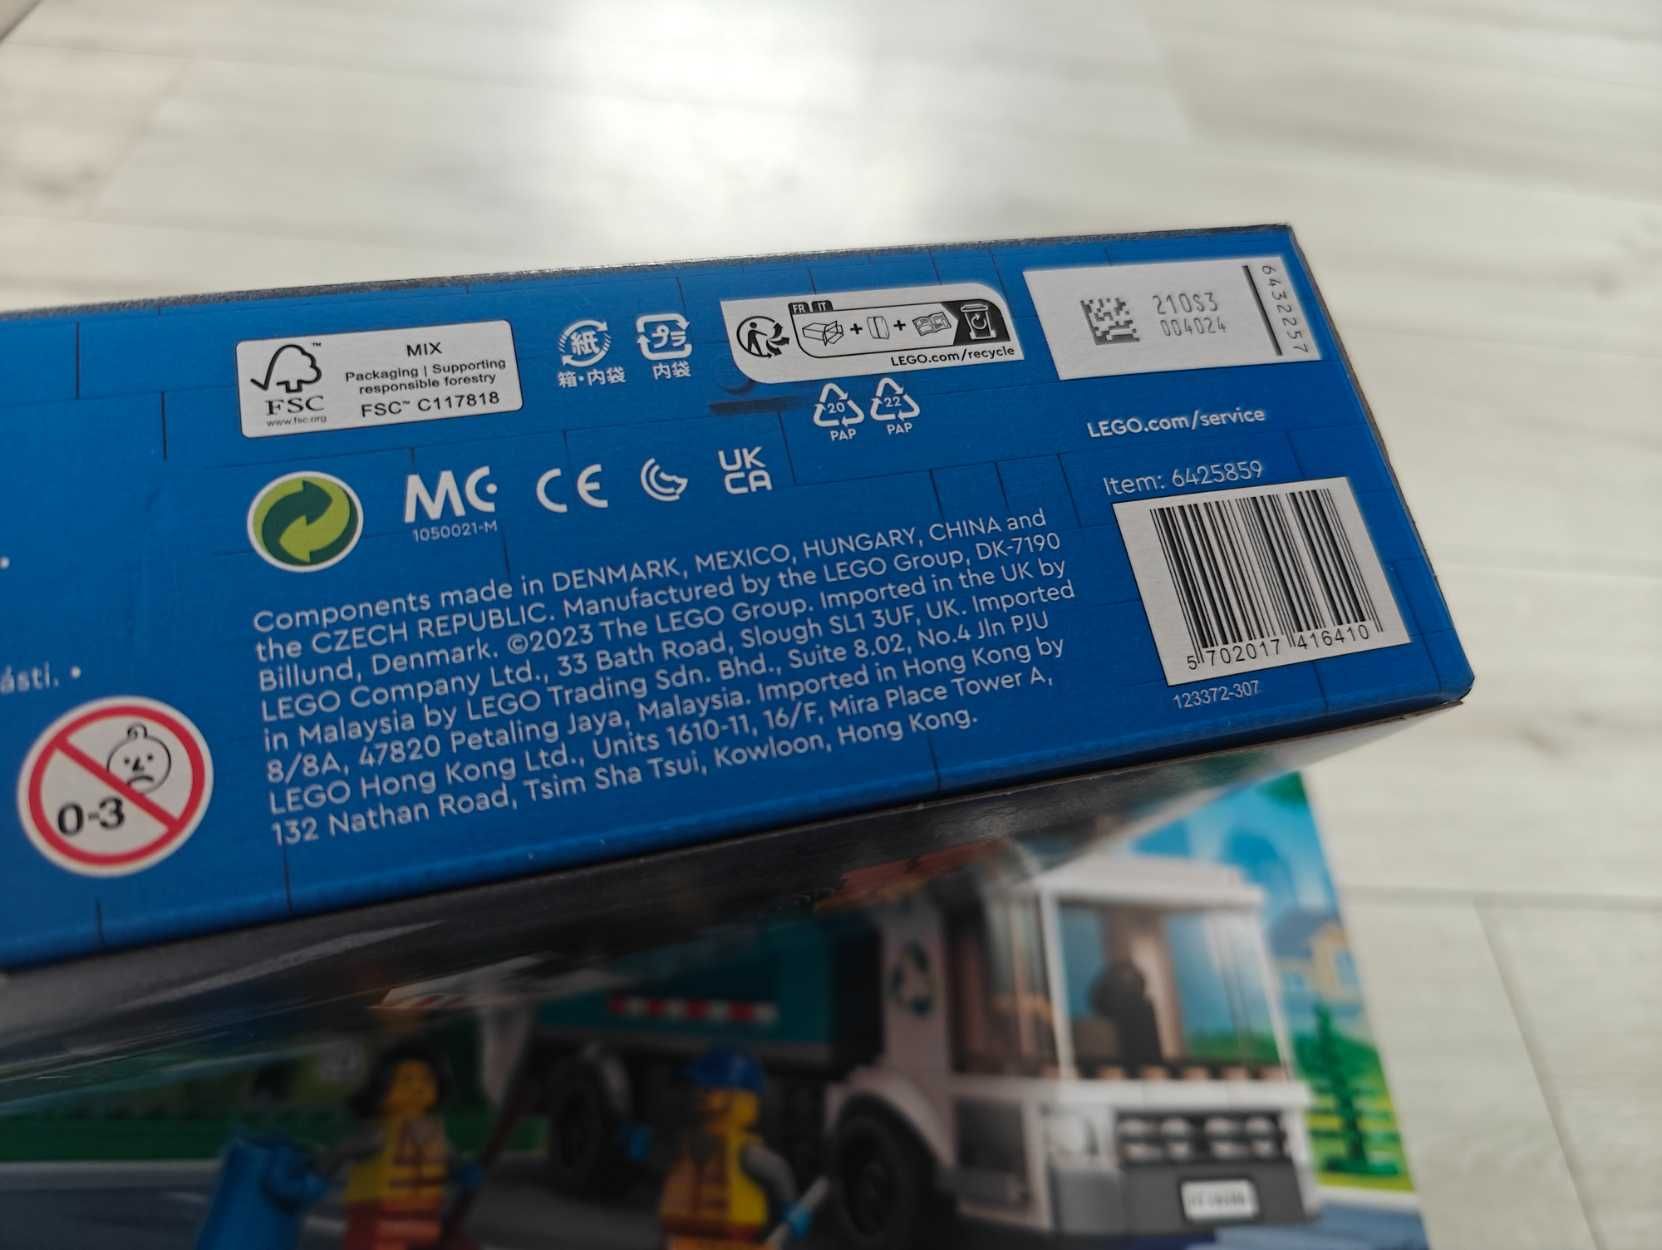 FSC
www.fsc.org
MIX
Packaging | Supporting
responsible forestry
FSC™ C117818
紙
箱・内袋
プラ
内袋
FR IT
LEGO.com/recycle
20
PAP
22
PAP
210S3
004024
6432257
LEGO.com/service
1050021-M
CE
UK
CA
Item: 6425859
5 702017 416410
123372-307
Components made in DENMARK, MEXICO, HUNGARY, CHINA and
the CZECH REPUBLIC. Manufactured by the LEGO Group, DK-7190
Billund, Denmark. ©2023 The LEGO Group. Imported in the UK by
LEGO Company Ltd., 33 Bath Road, Slough SL1 3UF, UK. Imported
in Malaysia by LEGO Trading Sdn. Bhd., Suite 8.02, No.4 Jln PJU
8/8A, 47820 Petaling Jaya, Malaysia. Imported in Hong Kong by
LEGO Hong Kong Ltd., Units 1610-11, 16/F, Mira Place Tower A,
132 Nathan Road, Tsim Sha Tsui, Kowloon, Hong Kong.
ástí. •
0-3